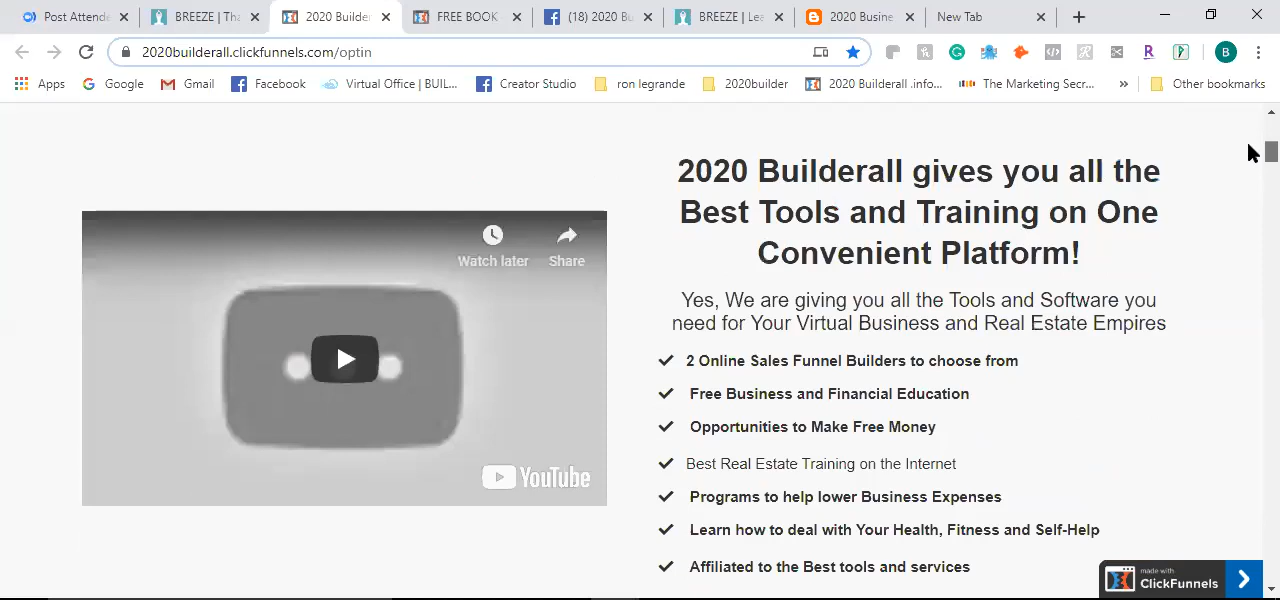 Post Attende
BREEZE | Tha
2020 Builder
FREE BOOK
(18) 2020 Bu
BREEZE | Lea
2020 Busine
New Tab
2020builderall.clickfunnels.com/optin
B
Apps
Google
Gmail
Facebook
Virtual Office | BUIL...
Creator Studio
ron legrande
2020builder
2020 Builderall .info...
The Marketing Secr...
»
Other bookmarks
2020 Builderall gives you all the
Best Tools and Training on One
Convenient Platform!
Watch later
Share
YouTube
Yes, We are giving you all the Tools and Software you
need for Your Virtual Business and Real Estate Empires
2 Online Sales Funnel Builders to choose from
Free Business and Financial Education
Opportunities to Make Free Money
Best Real Estate Training on the Internet
Programs to help lower Business Expenses
Learn how to deal with Your Health, Fitness and Self-Help
Affiliated to the Best tools and services
made with
ClickFunnels